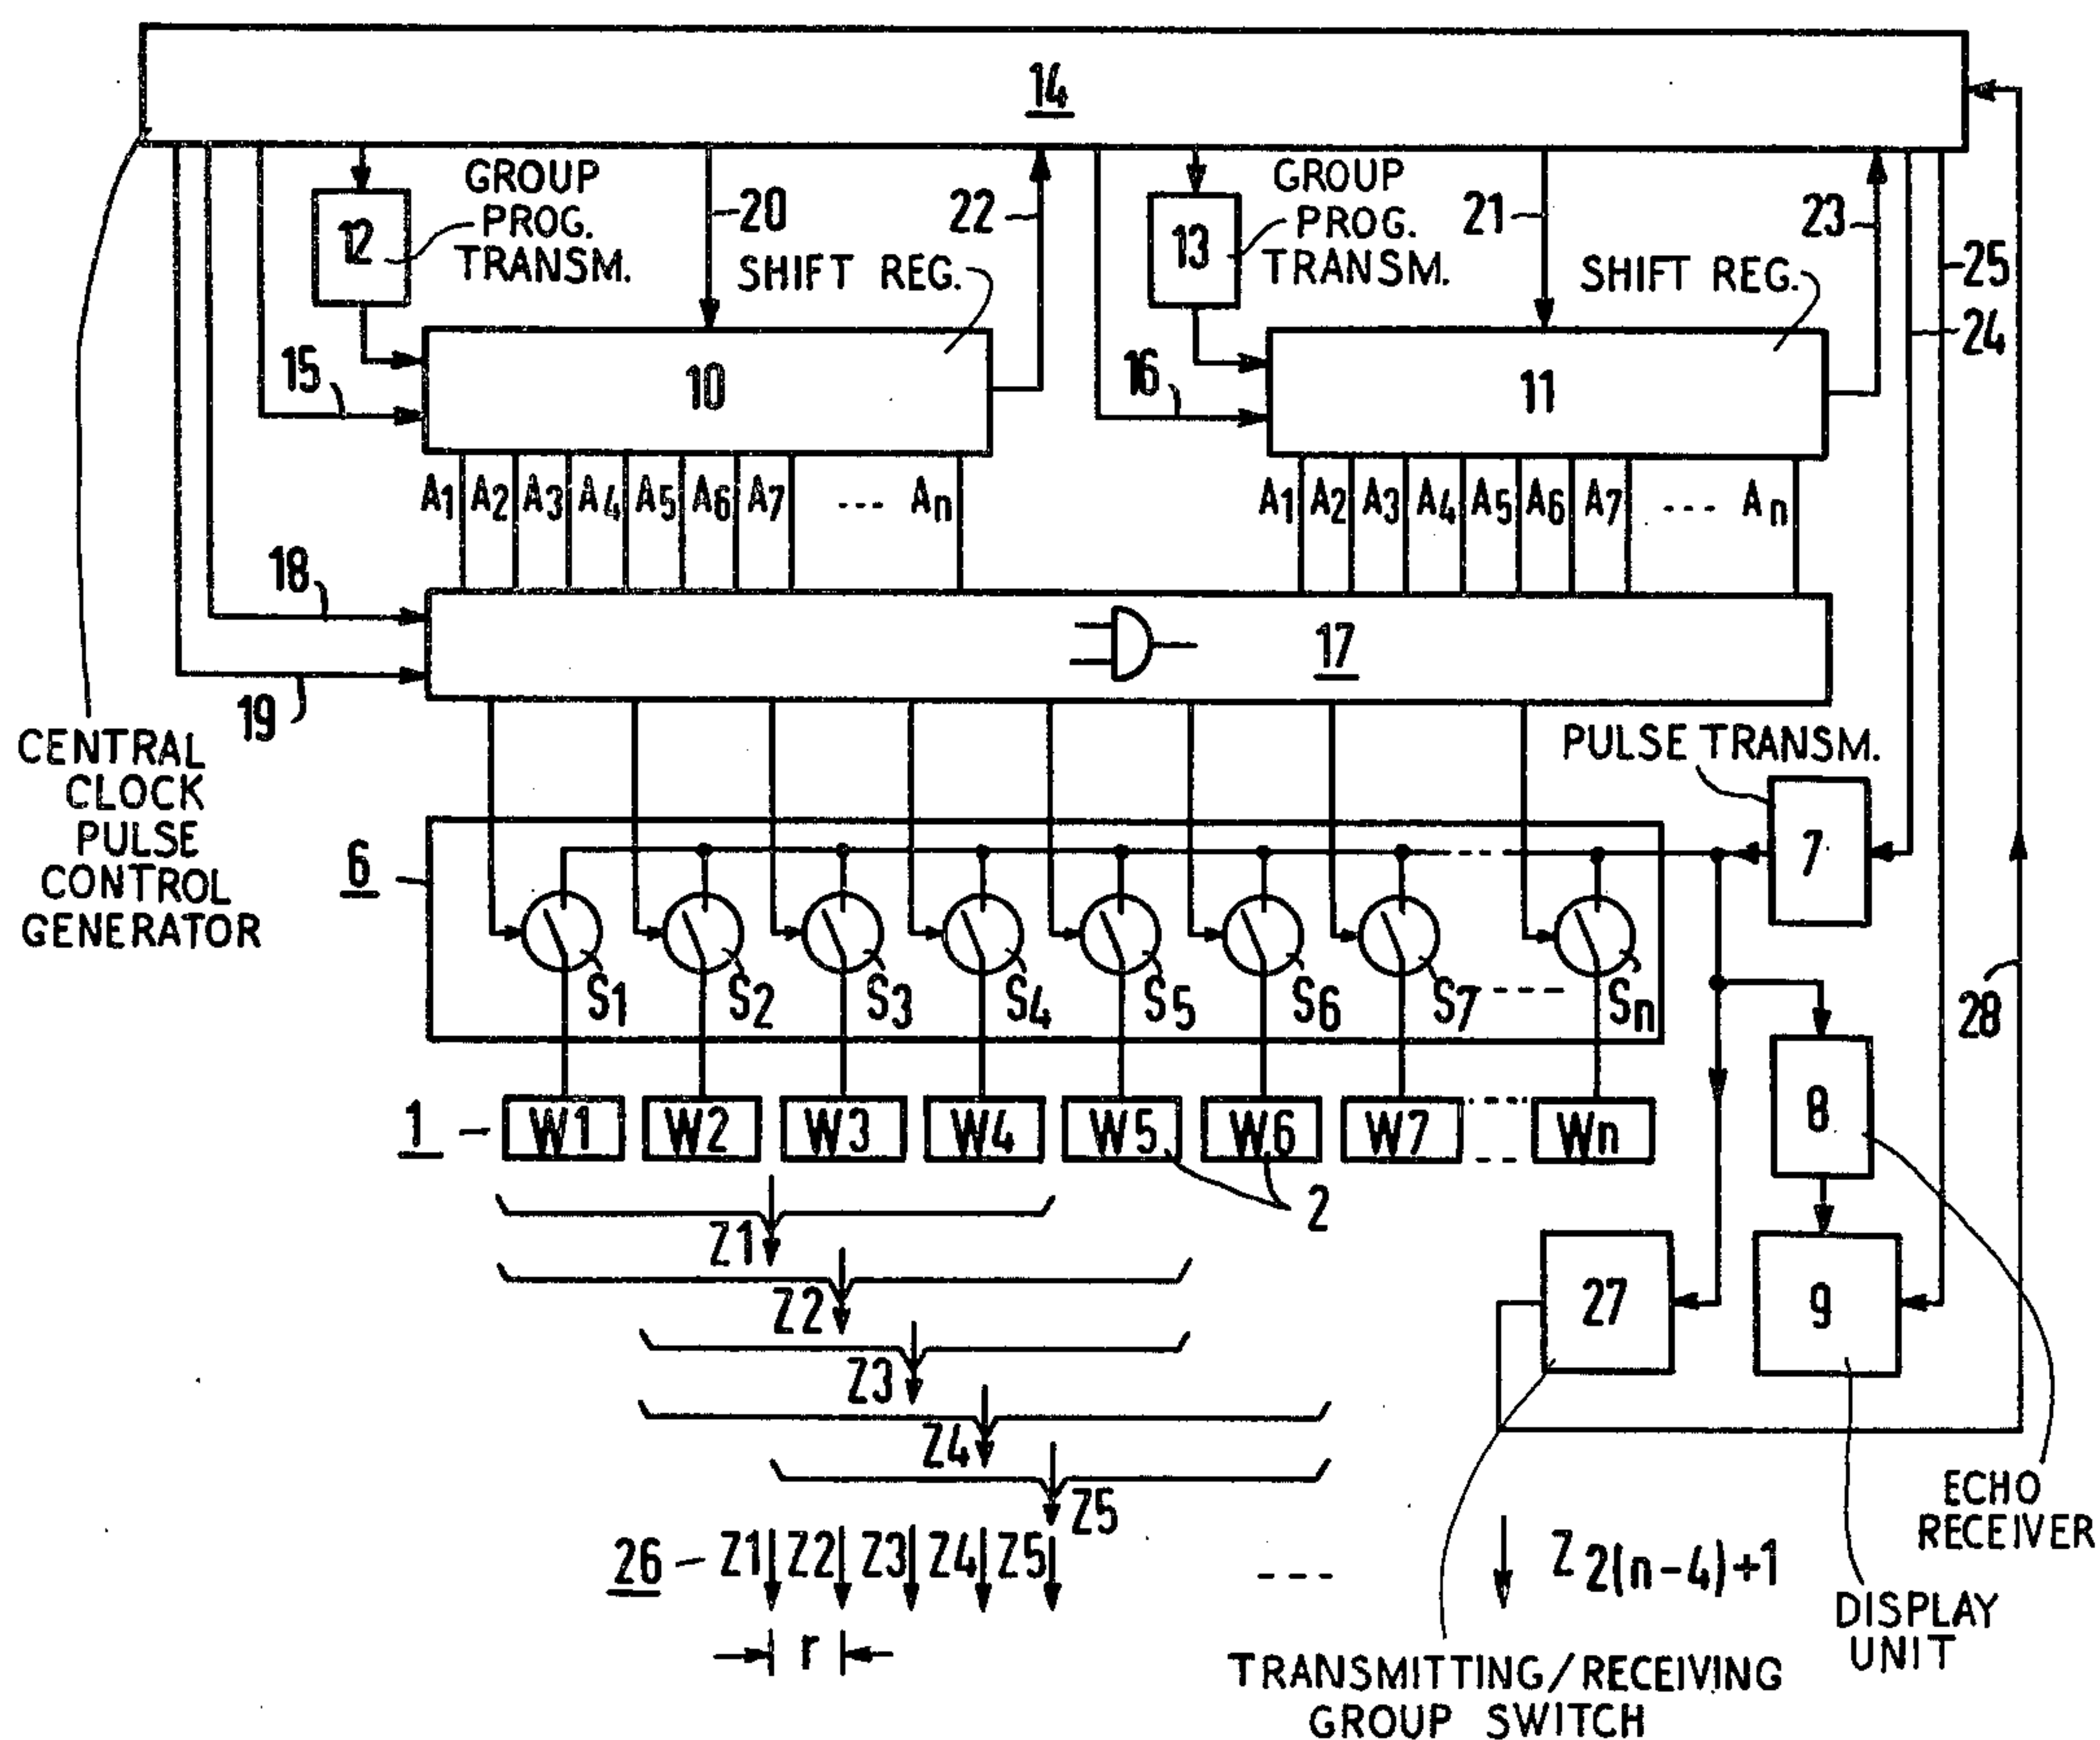 14
GROUP
PROG.
TRANSM.
12
20
22
GROUP
PROG.
TRANSM.
13
21
23
25
SHIFT REG.
SHIFT REG.
24
15
10
16
11
A1 A2 A3 A4 A5 A6 A7 --- An
A1 A2 A3 A4 A5 A6 A7 --- An
18
17
19
CENTRAL
CLOCK
PULSE
CONTROL
GENERATOR
PULSE TRANSM.
7
6
S1 S2 S3 S4 S5 S6 S7 ---- Sn
28
1
W1 W2 W3 W4 W5 W6 W7 Wn
8
2
Z1
Z2
27
9
Z3
Z4
Z5
ECHO
RECEIVER
26 Z1 Z2 Z3 Z4 Z5 --- Z2(n-4)+1
r
DISPLAY
UNIT
TRANSMITTING/RECEIVING
GROUP SWITCH